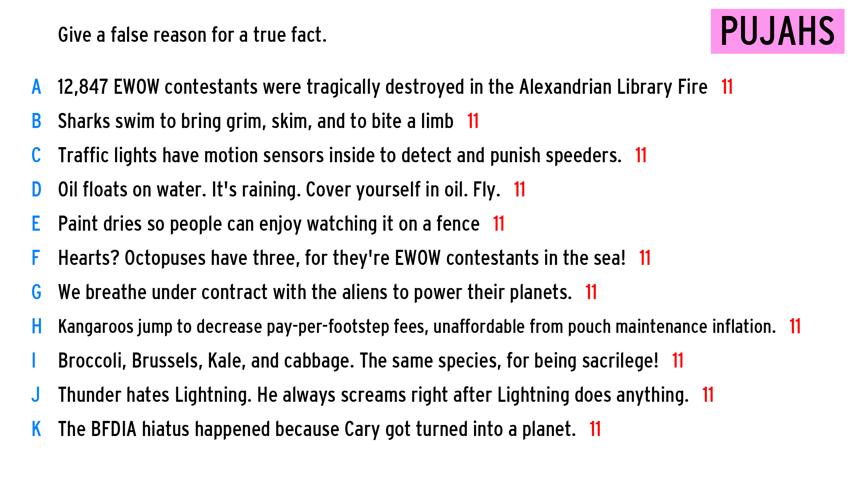 Give a false reason for a true fact.
PUJAHS
A 12,847 EWOW contestants were tragically destroyed in the Alexandrian Library Fire 11
B Sharks swim to bring grim, skim, and to bite a limb 11
C Traffic lights have motion sensors inside to detect and punish speeders. 11
D Oil floats on water. It's raining. Cover yourself in oil. Fly. 11
E Paint dries so people can enjoy watching it on a fence 11
F Hearts? Octopuses have three, for they're EWOW contestants in the sea! 11
G We breathe under contract with the aliens to power their planets. 11
H Kangaroos jump to decrease pay-per-footstep fees, unaffordable from pouch maintenance inflation. 11
I Broccoli, Brussels, Kale, and cabbage. The same species, for being sacrilege! 11
J Thunder hates Lightning. He always screams right after Lightning does anything. 11
K The BFDIA hiatus happened because Cary got turned into a planet. 11